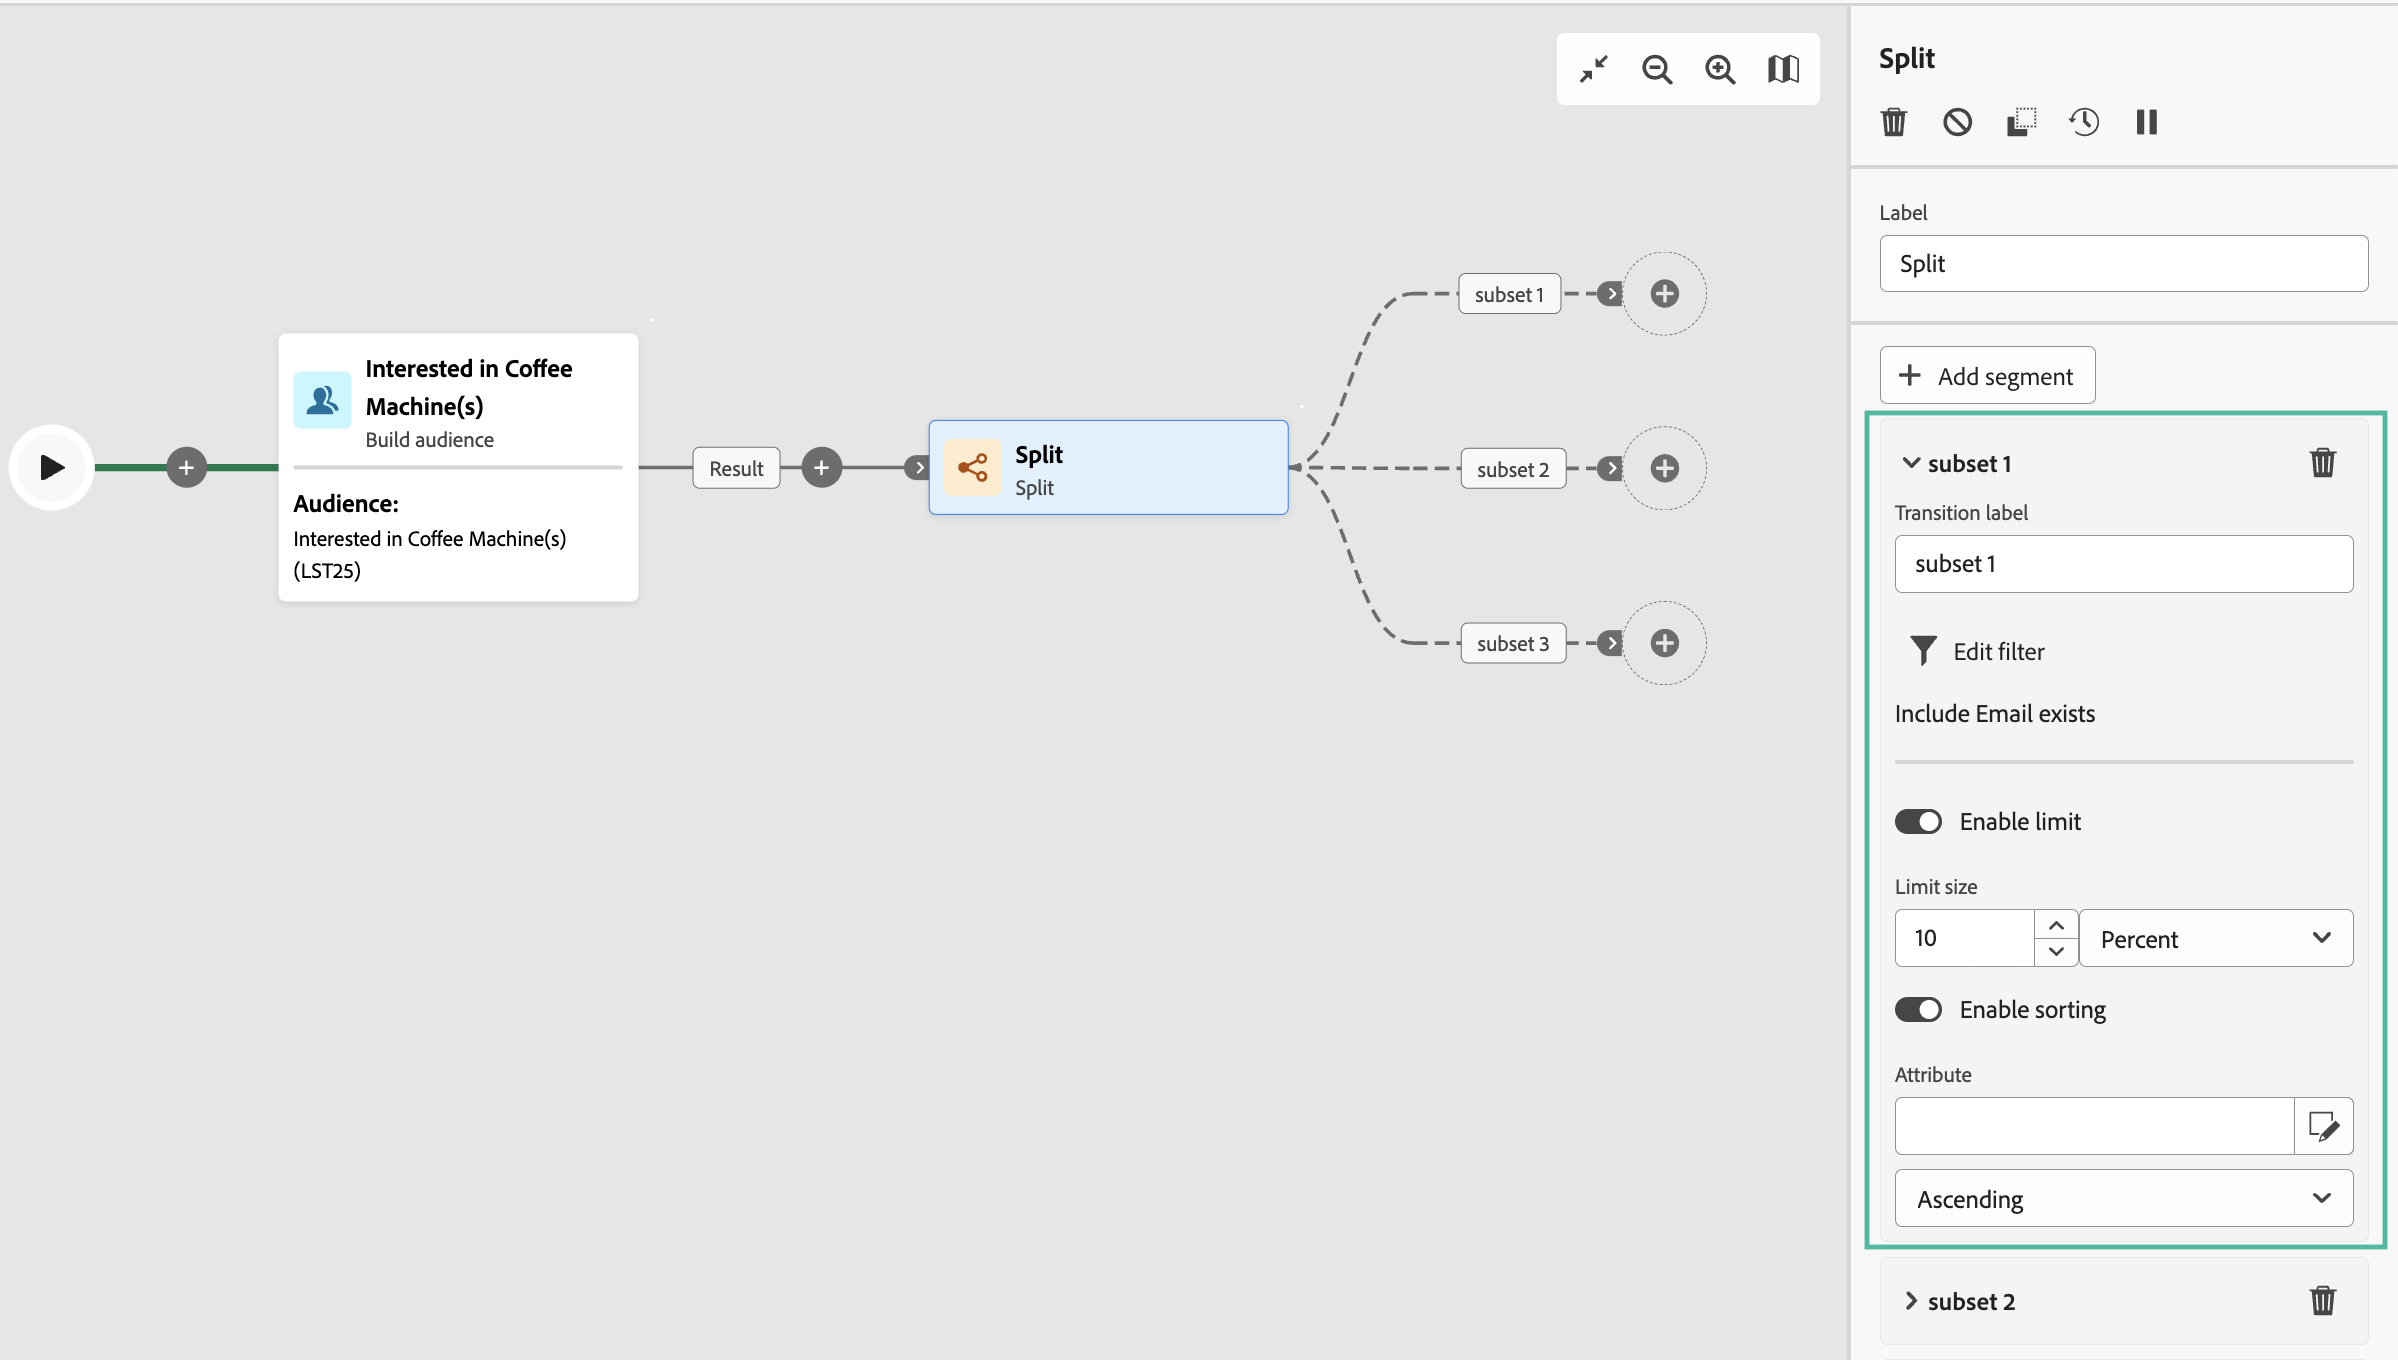 Interested in Coffee
Machine(s)
Build audience
Audience:
Interested in Coffee Machine(s)
(LST25)
Result
Split
Split
subset 1
subset 2
subset 3
Split
Label
Split
Add segment
subset 1
Transition label
subset 1
Edit filter
Include Email exists
Enable limit
Limit size
10
Percent
Enable sorting
Attribute
Ascending
subset 2